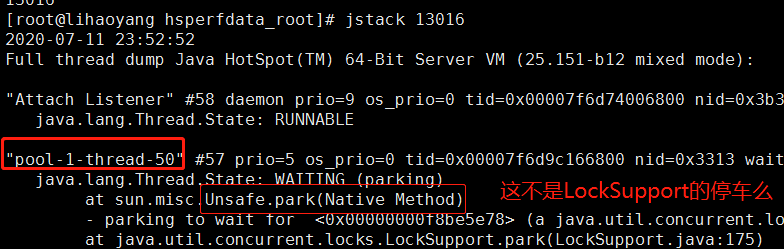 13016
[root@lihaoyang hsperfdata_root]# jstack 13016
2020-07-11 23:52:52
Full thread dump Java HotSpot(TM) 64-Bit Server VM (25.151-b12 mixed mode):
"Attach Listener" #58 daemon prio=9 os_prio=0 tid=0x00007f6d74006800 nid=0x3b3
java.lang.Thread.State: RUNNABLE
"pool-1-thread-50" #57 prio=5 os_prio=0 tid=0x00007f6d9c166800 nid=0x3313 wait
java.lang.Thread.State: WAITING (parking)
at sun.misc.Unsafe.park(Native Method) 这不是LockSupport的停车么
- parking to wait for <0x00000000f8be5e78> (a java.util.concurrent.lo
at java.util.concurrent.locks.LockSupport.park(LockSupport.java:175)